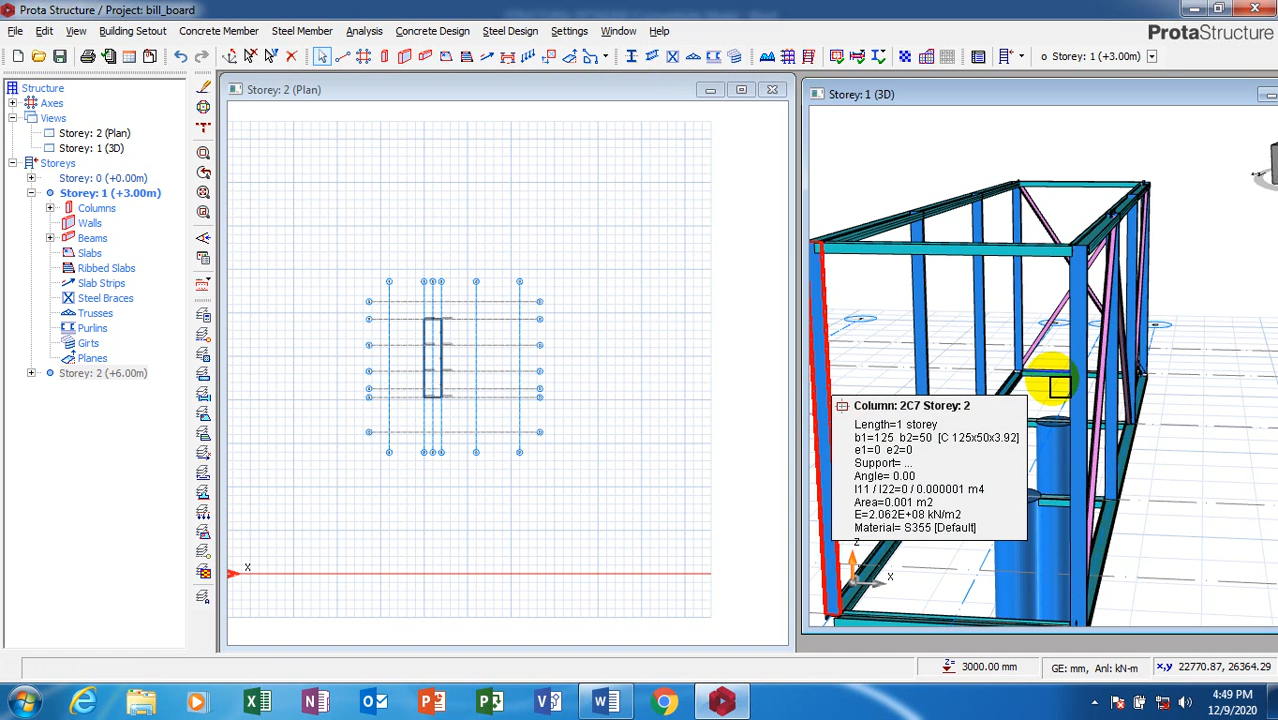 Prota Structure / Project: bill_board
File Edit View Building Setout Concrete Member Steel Member Analysis Concrete Design Steel Design Settings Window Help
ProtaStructure
o Storey: 1 (+3.00m)
Structure
Axes
Views
Storey: 2 (Plan)
Storey: 1 (3D)
Storeys
Storey: 0 (+0.00m)
Storey: 1 (+3.00m)
Columns
Walls
Beams
Slabs
Ribbed Slabs
Slab Strips
Steel Braces
Trusses
Purlins
Girts
Planes
Storey: 2 (+6.00m)
Storey: 2 (Plan)
X
Storey: 1 (3D)
Column: 2C7 Storey: 2
Length=1 storey
b1=125 b2=50 [C 125x50x3.92]
e1=0 e2=0
Support= ...
Angle= 0.00
I11 / I22=0 / 0.000001 m4
Area=0.001 m2
E=2.062E+08 kN/m2
Material= S355 [Default]
Z
X
Z= 3000.00 mm
GE: mm, Anl: kN-m
x,y 22770.87, 26364.29
4:49 PM
12/9/2020